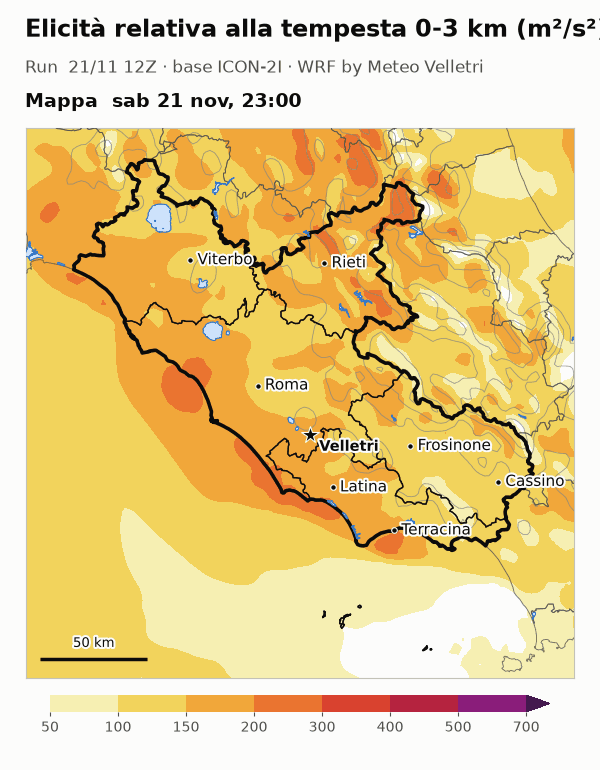 Elicità relativa alla tempesta 0-3 km (m²/s²)
Run  21/11 12Z · base ICON-2I · WRF by Meteo Velletri
Mappa  sab 21 nov, 23:00
Viterbo
Rieti
Roma
Velletri
Frosinone
Cassino
Latina
Terracina
50 km
50 100 150 200 300 400 500 700